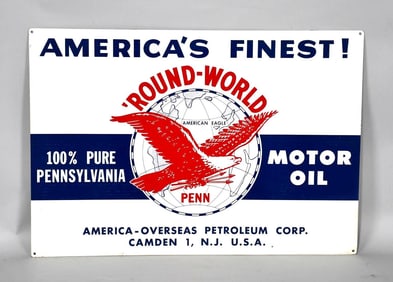 AMERICA'S FINEST!
'ROUND-WORLD
AMERICAN EAGLE
100% PURE
PENNSYLVANIA
PENN
MOTOR
OIL
AMERICA-OVERSEAS PETROLEUM CORP.
CAMDEN 1, N.J. U.S.A.